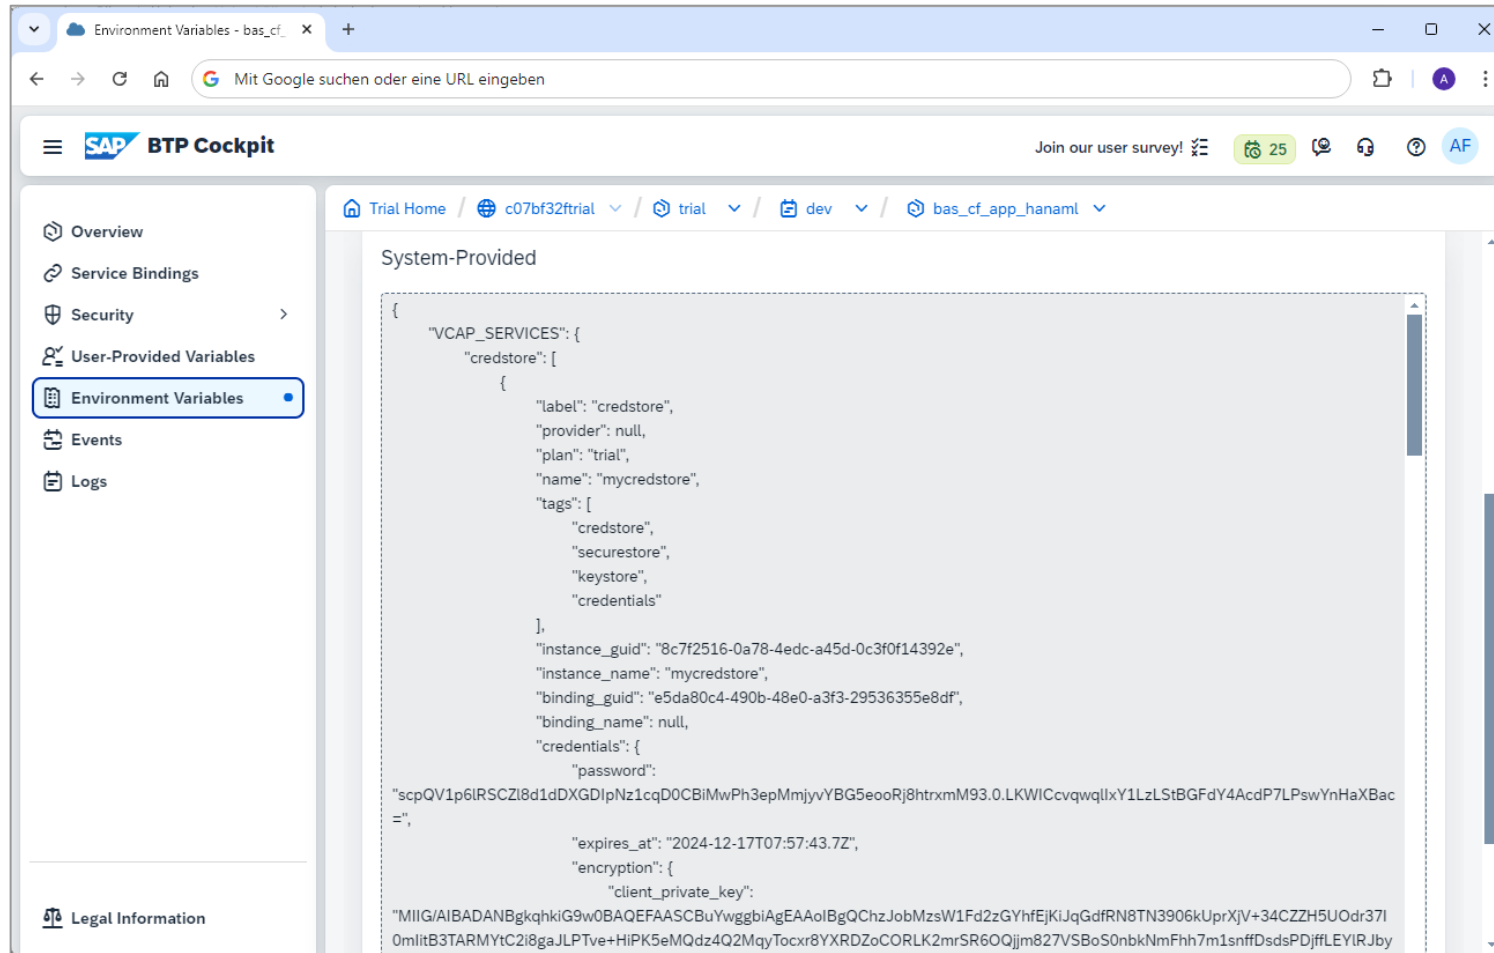 Environment Variables - bas_cf_
Mit Google suchen oder eine URL eingeben
A
SAP BTP Cockpit
Join our user survey!
25
AF
Trial Home / c07bf32ftrial / trial / dev / bas_cf_app_hanaml
Overview
Service Bindings
Security
User-Provided Variables
Environment Variables
Events
Logs
Legal Information
System-Provided
{
"VCAP_SERVICES": {
"credstore": [
{
"label": "credstore",
"provider": null,
"plan": "trial",
"name": "mycredstore",
"tags": [
"credstore",
"securestore",
"keystore",
"credentials"
],
"instance_guid": "8c7f2516-0a78-4edc-a45d-0c3f0f14392e",
"instance_name": "mycredstore",
"binding_guid": "e5da80c4-490b-48e0-a3f3-29536355e8df",
"binding_name": null,
"credentials": {
"password":
"scpQV1p6lRSCZl8d1dDXGDIpNz1cqD0CBiMwPh3epMmjyvYBG5eooRj8htrxmM93.0.LKWICcvqwqlIxY1LzLStBGFdY4AcdP7LPswYnHaXBac
=",
"expires_at": "2024-12-17T07:57:43.7Z",
"encryption": {
"client_private_key":
"MIIG/AIBADANBgkqhkiG9w0BAQEFAASCBuYwggbiAgEAAoIBgQChzJobMzsW1Fd2zGYhfEjKiJqGdfRN8TN3906kUprXjV+34CZZH5UOdr37I
0mlitB3TARMYtC2i8gaJLPTve+HiPK5eMQdz4Q2MqyTocxr8YXRDZoCORLK2mrSR6OQjjm827VSBoS0nbkNmFhh7m1snffDsdsPDjffLEYlRJby